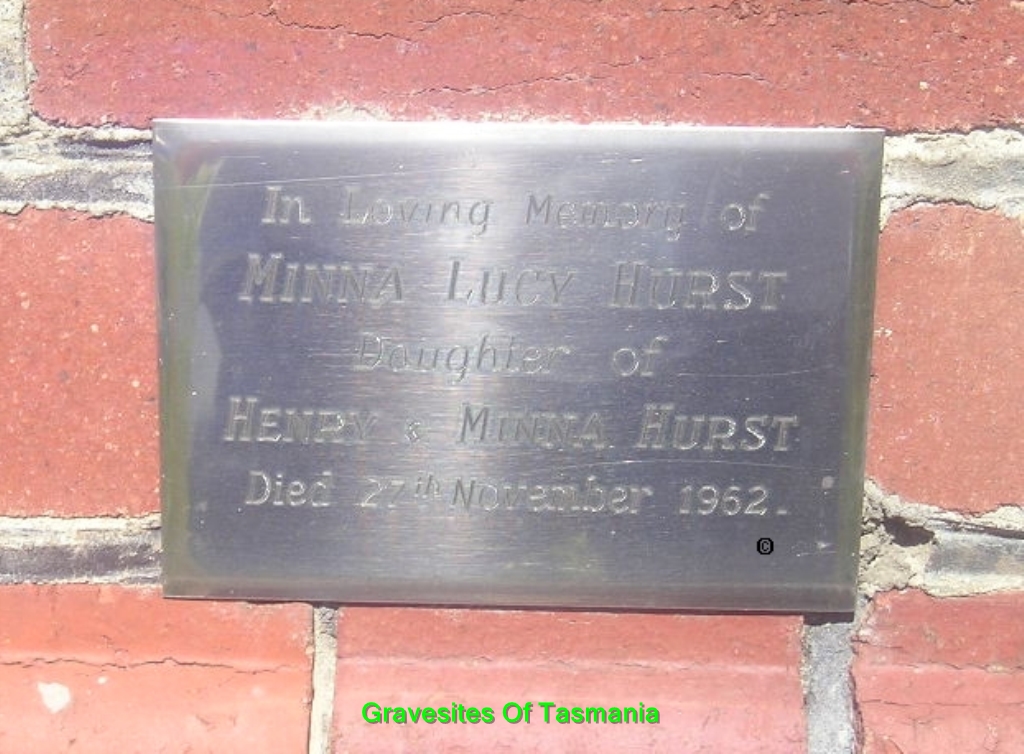 In Loving Memory of
MINNA LUCY HURST
Daughter of
HENRY & MINNA HURST
Died 27th November 1962.
©
Gravesites Of Tasmania